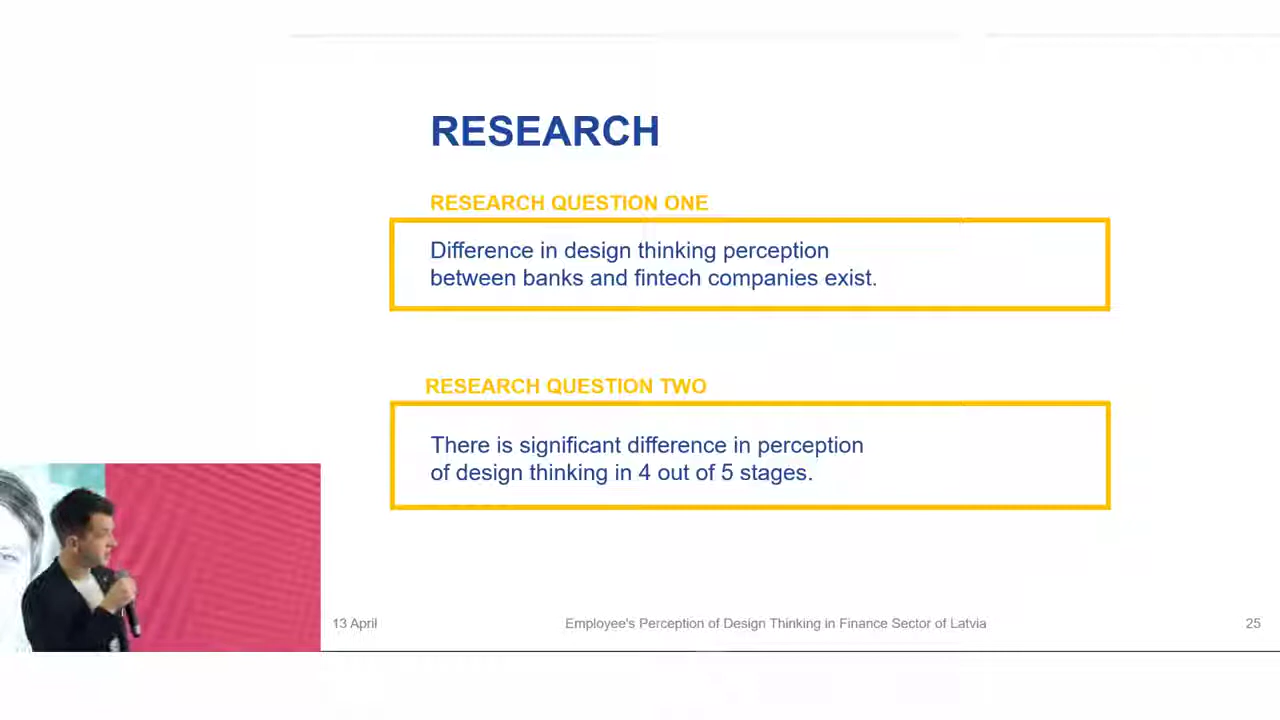 RESEARCH
RESEARCH QUESTION ONE
Difference in design thinking perception
between banks and fintech companies exist.
RESEARCH QUESTION TWO
There is significant difference in perception
of design thinking in 4 out of 5 stages.
13 April
Employee's Perception of Design Thinking in Finance Sector of Latvia
25